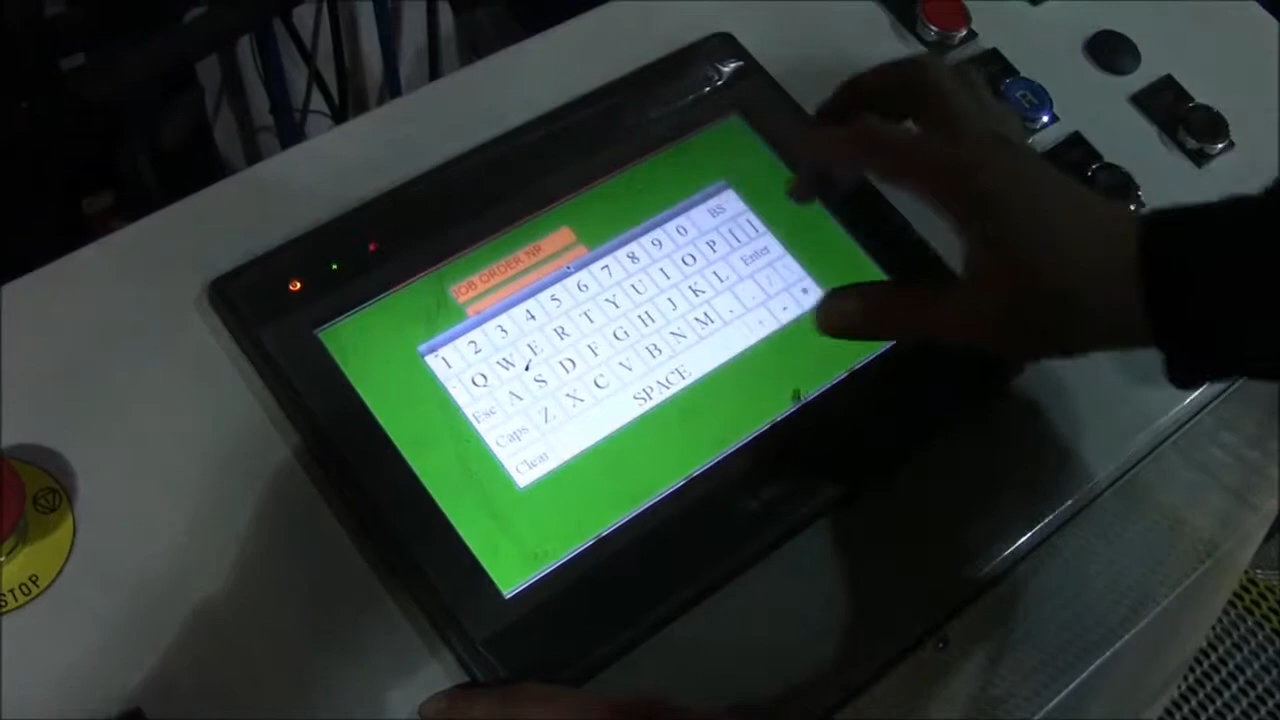 JOB ORDER NR
1 2 3 4 5 6 7 8 9 0 BS
Q W E R T Y U I O P [ ]
Esc A S D F G H J K L Enter
Caps Z X C V B N M , . /
Clear SPACE
R
STOP